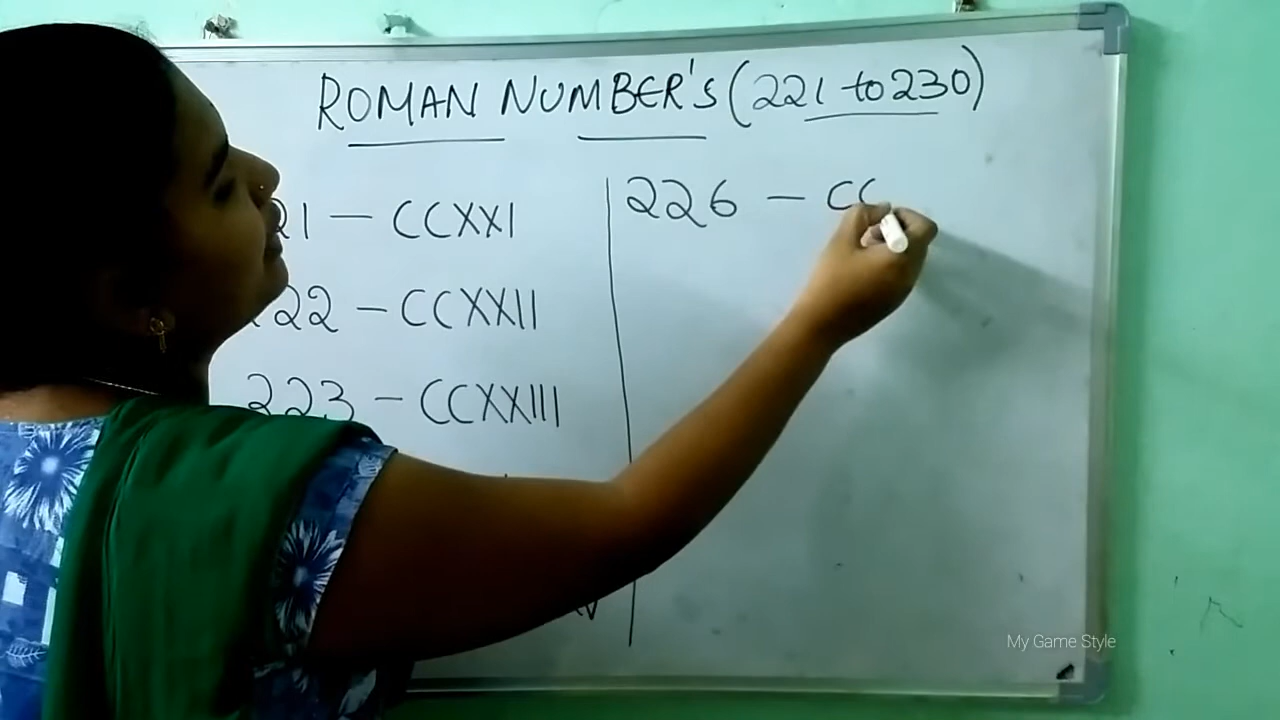 ROMAN NUMBER's (221 to 230)
21 - CCXXI
22 - CCXXII
223 - CCXXIII
226 - CC
My Game Style